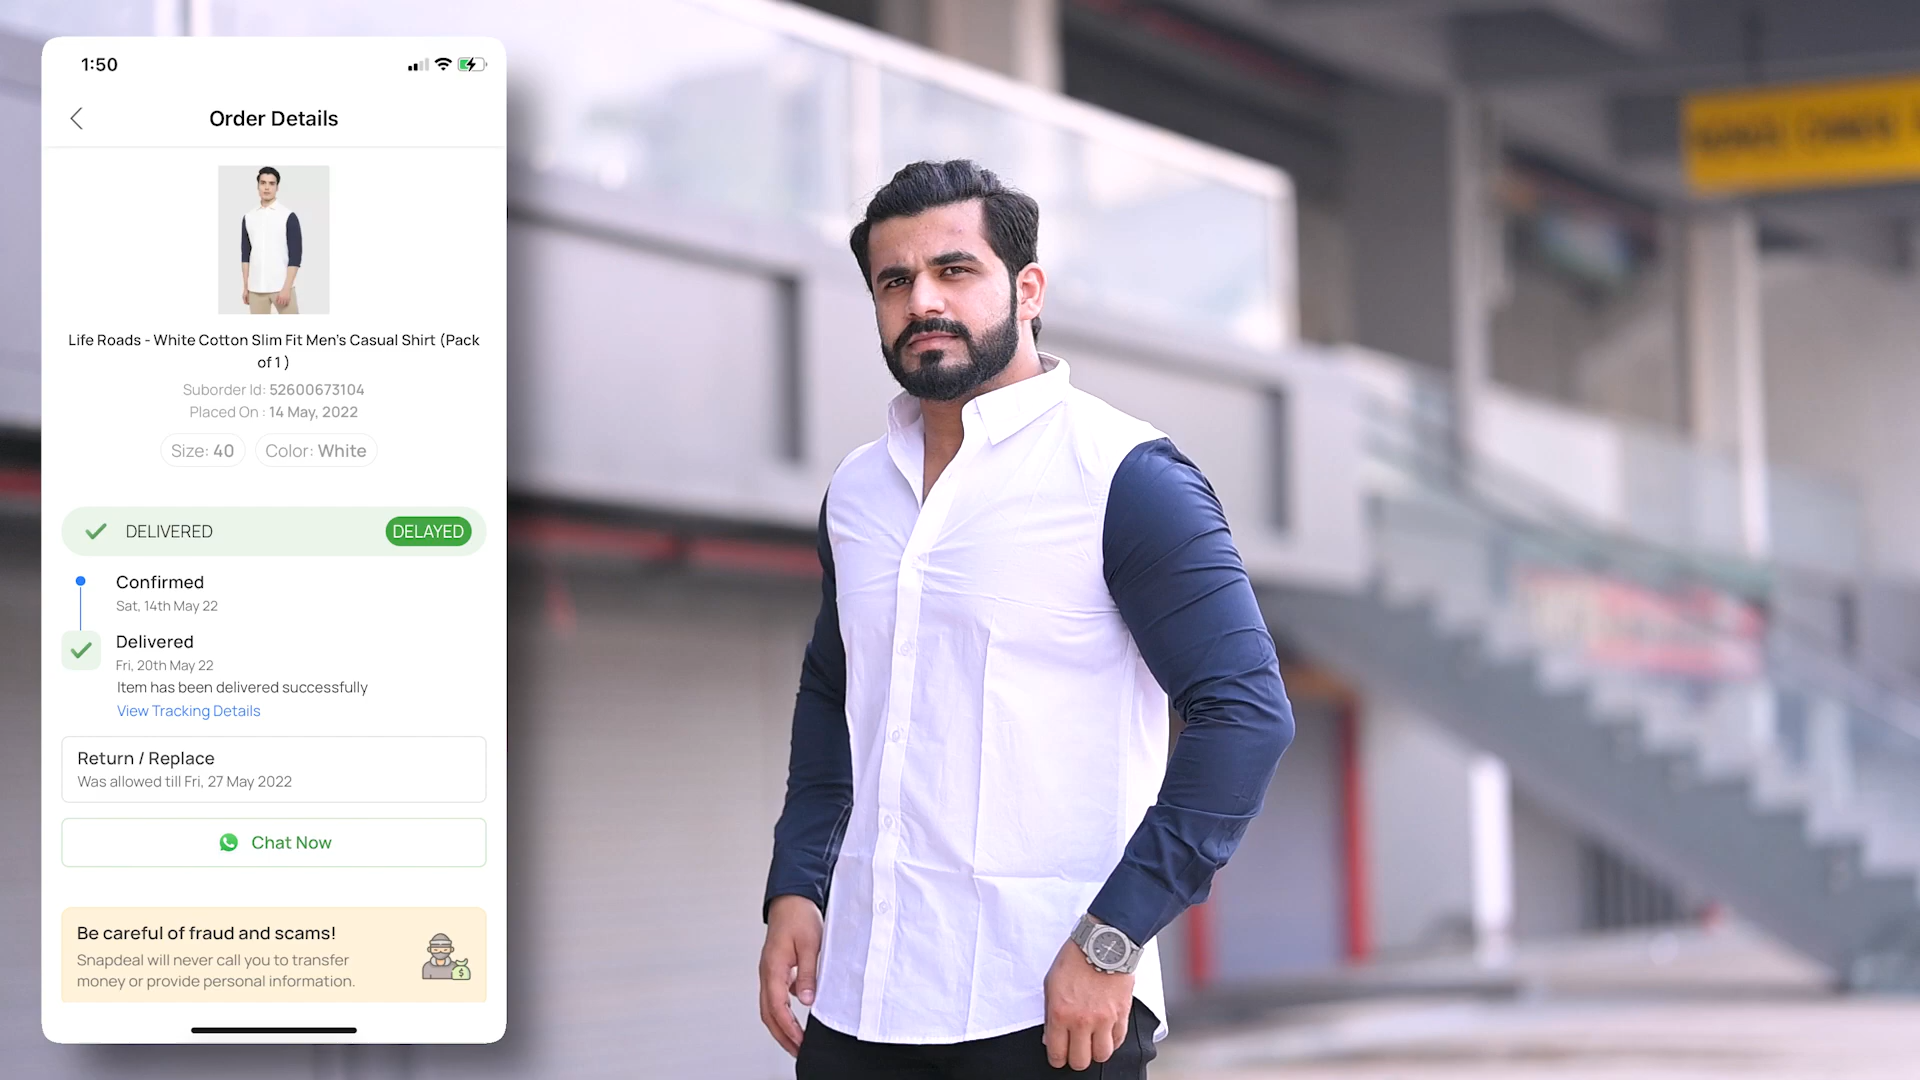 1:50
Order Details
Life Roads - White Cotton Slim Fit Men's Casual Shirt (Pack
of 1 )
Suborder Id: 52600673104
Placed On : 14 May, 2022
Size: 40 Color: White
DELIVERED DELAYED
Confirmed
Sat, 14th May 22
Delivered
Fri, 20th May 22
Item has been delivered successfully
View Tracking Details
Return / Replace
Was allowed till Fri, 27 May 2022
Chat Now
Be careful of fraud and scams!
Snapdeal will never call you to transfer
money or provide personal information.